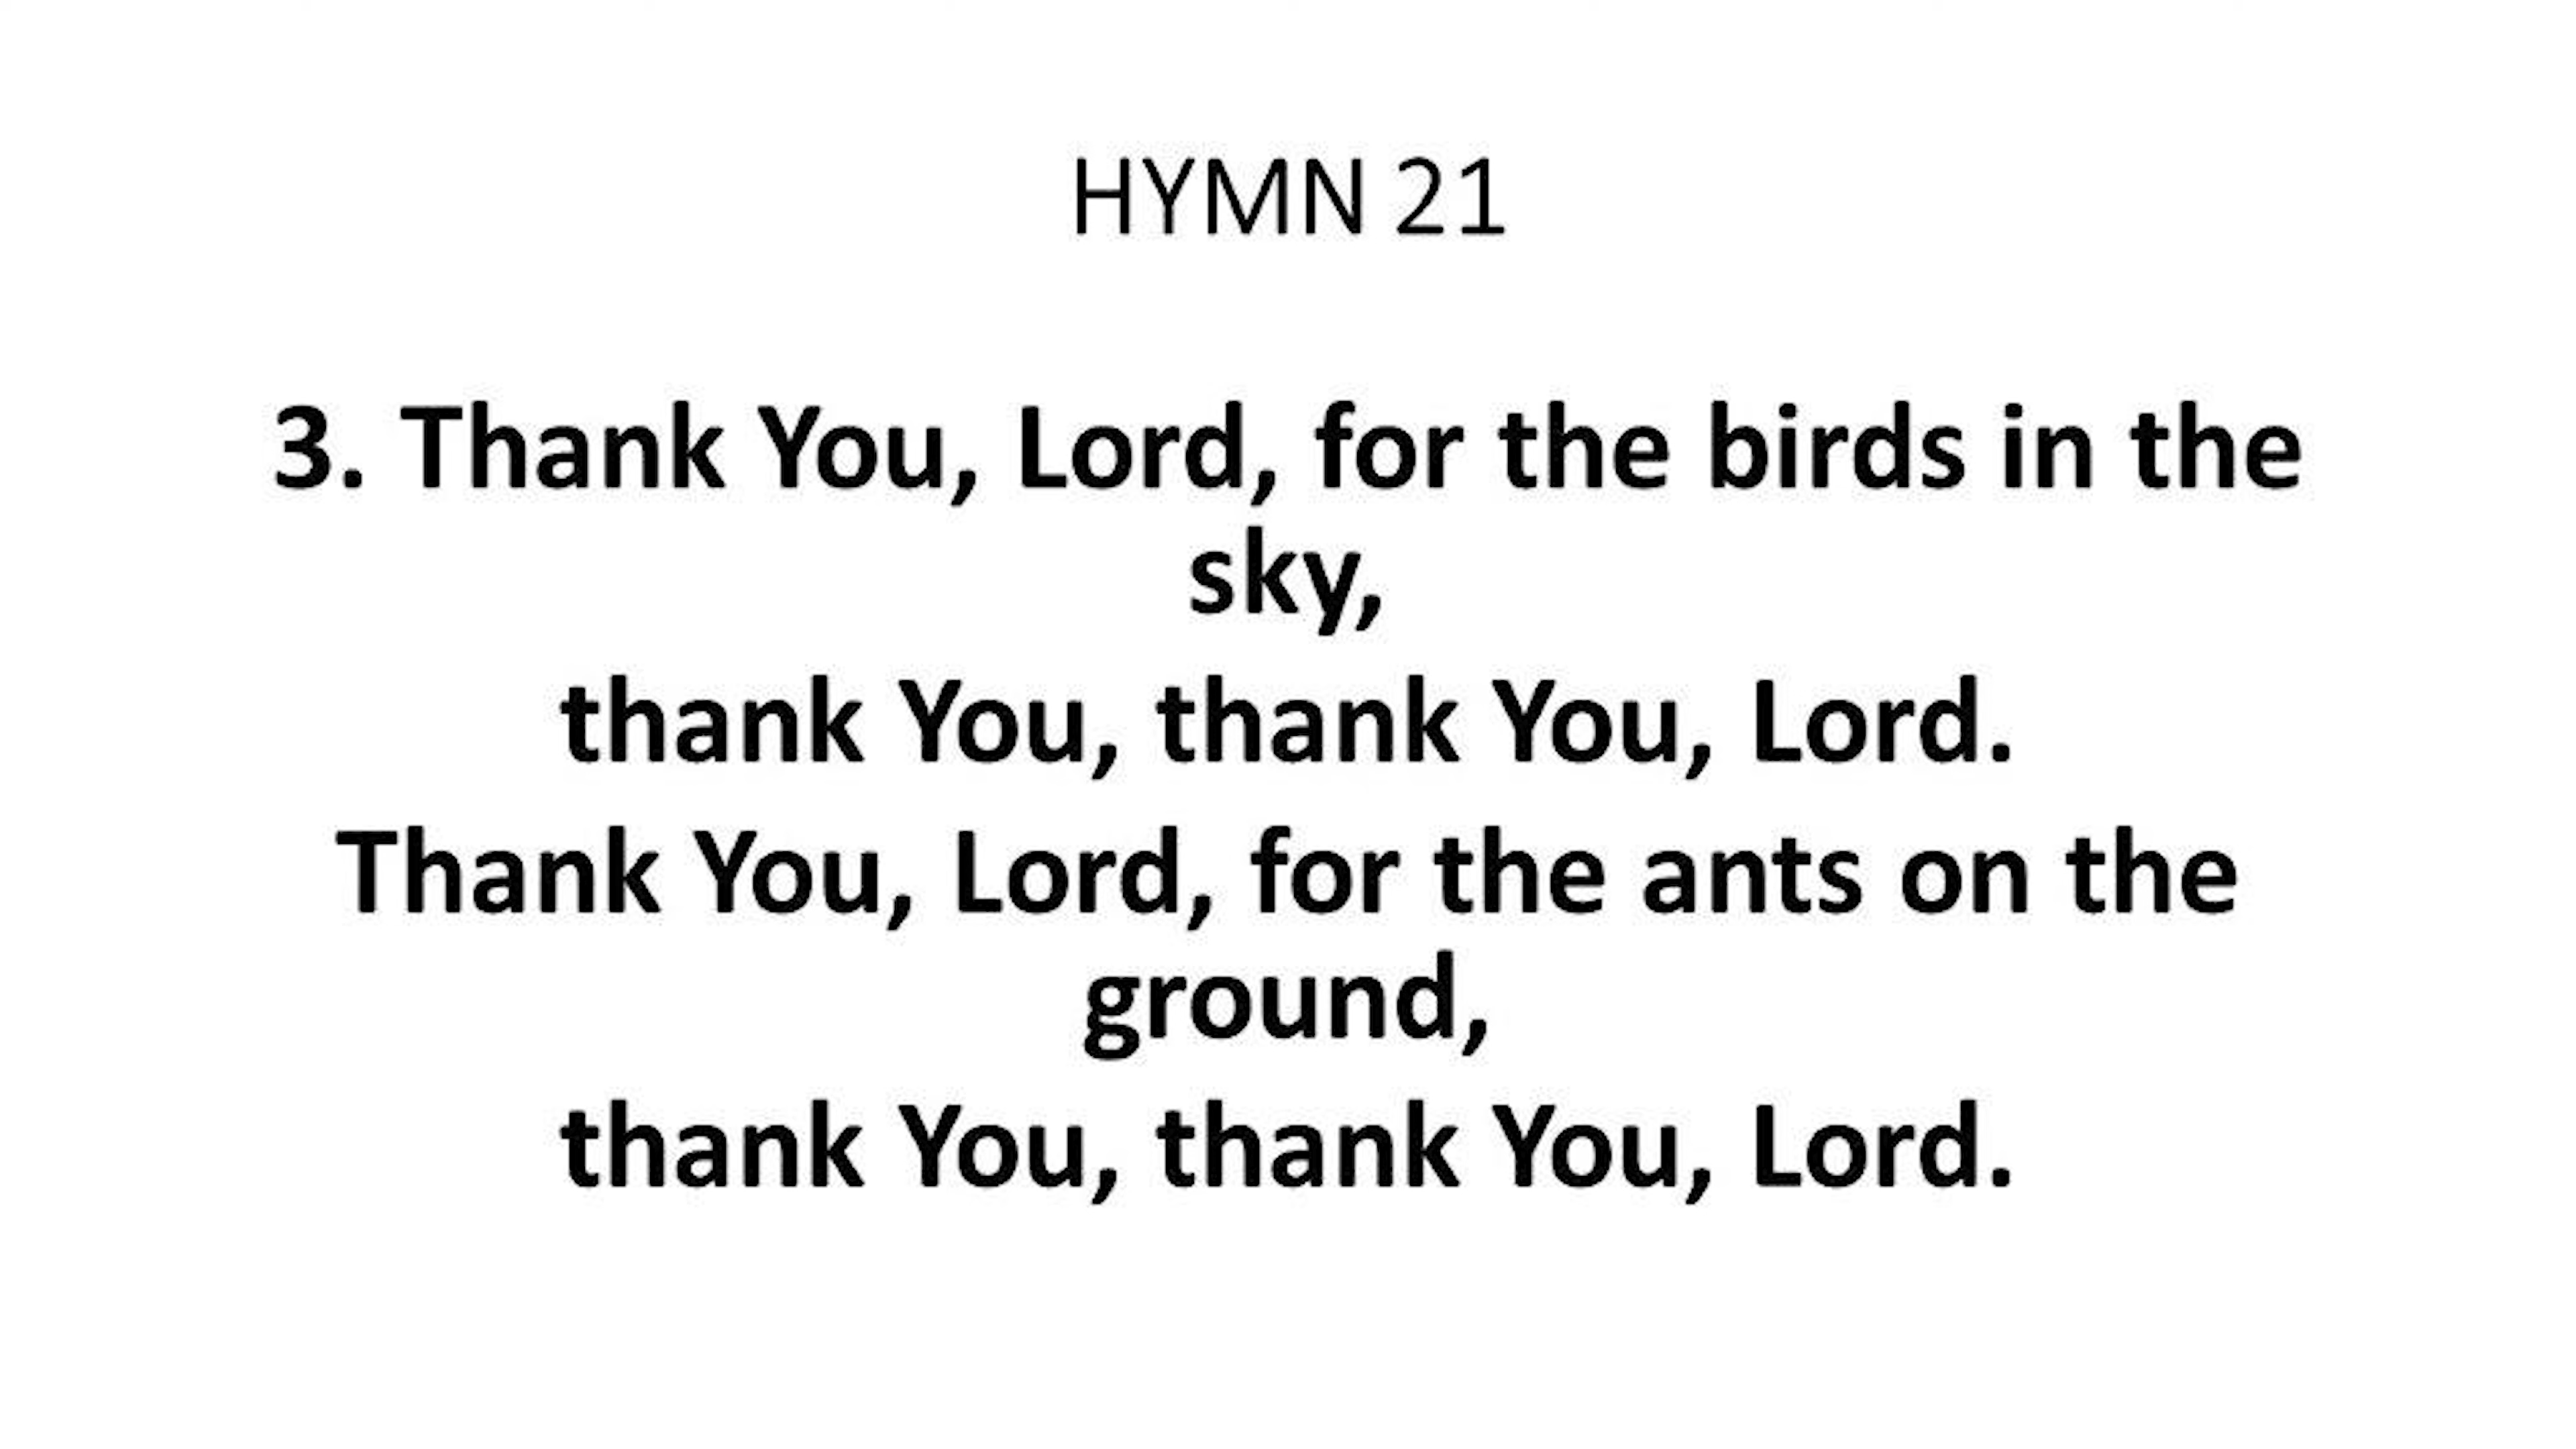 HYMN 21
3. Thank You, Lord, for the birds in the
sky,
thank You, thank You, Lord.
Thank You, Lord, for the ants on the
ground,
thank You, thank You, Lord.